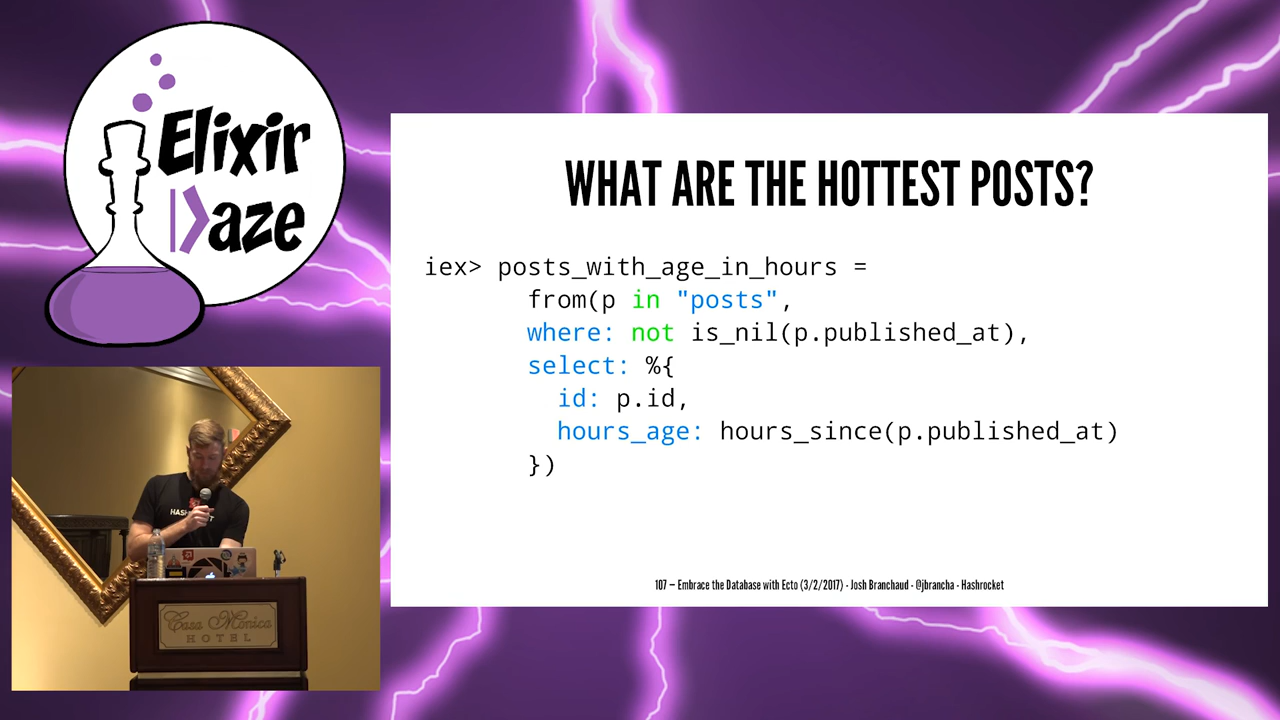 Elixir
Daze
WHAT ARE THE HOTTEST POSTS?
iex> posts_with_age_in_hours =
from(p in "posts",
where: not is_nil(p.published_at),
select: %{
id: p.id,
hours_age: hours_since(p.published_at)
})
107 — Embrace the Database with Ecto (3/2/2017) - Josh Branchaud - @jbrancha - Hashrocket
Casa Monica
HOTEL